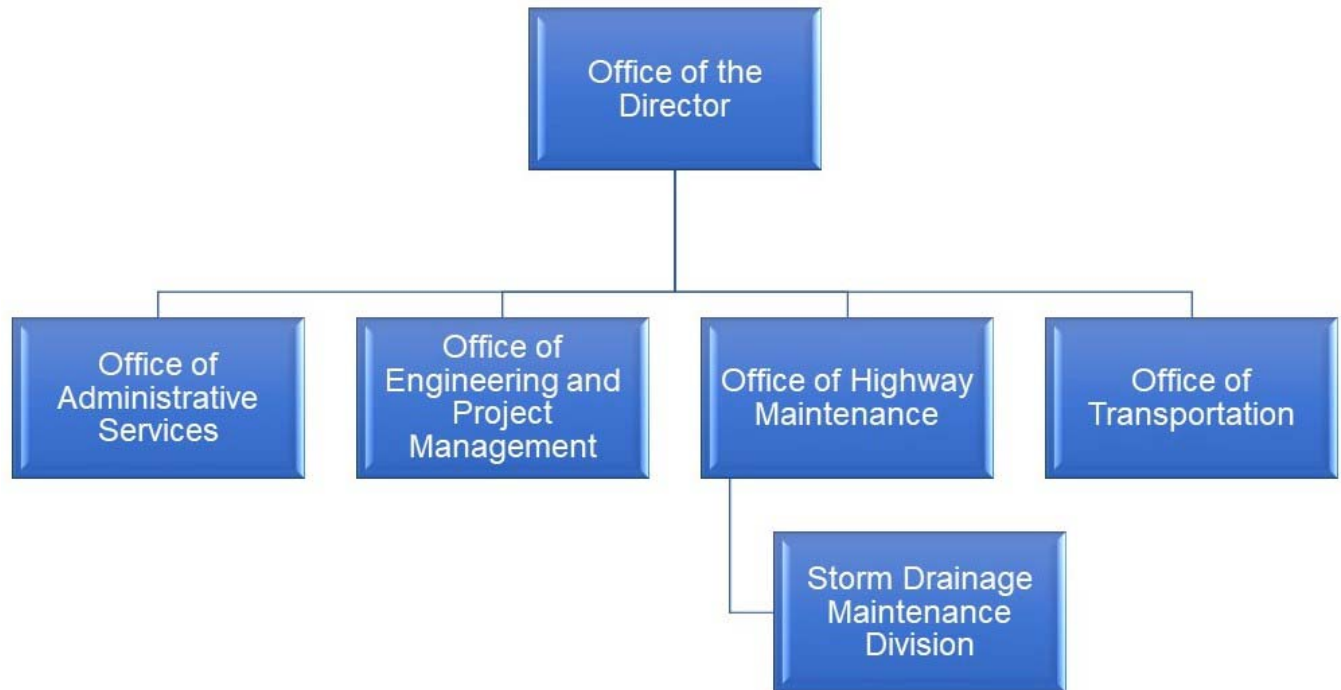 Office of the
Director
Office of
Administrative
Services
Office of
Engineering and
Project
Management
Office of Highway
Maintenance
Office of
Transportation
Storm Drainage
Maintenance
Division